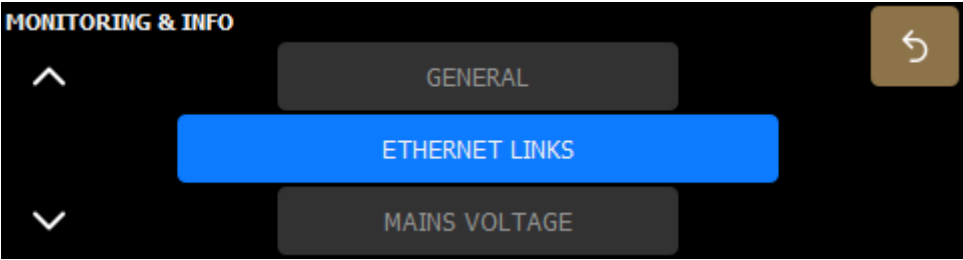 MONITORING & INFO
GENERAL
ETHERNET LINKS
MAINS VOLTAGE